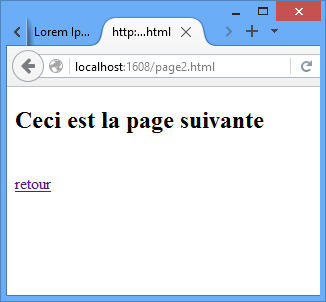 Lorem Ip...
http:...html
localhost:1608/page2.html
Ceci est la page suivante
retour